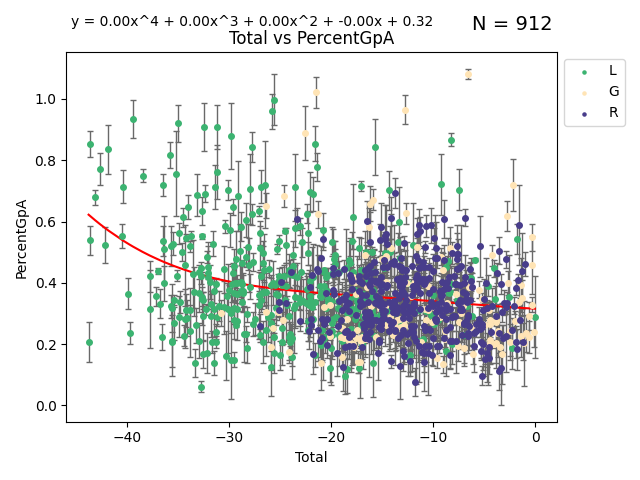 y = 0.00x^4 + 0.00x^3 + 0.00x^2 + -0.00x + 0.32
N = 912
Total vs PercentGpA
L
G
R
PercentGpA
1.0
0.8
0.6
0.4
0.2
0.0
−40 −30 −20 −10 0
Total